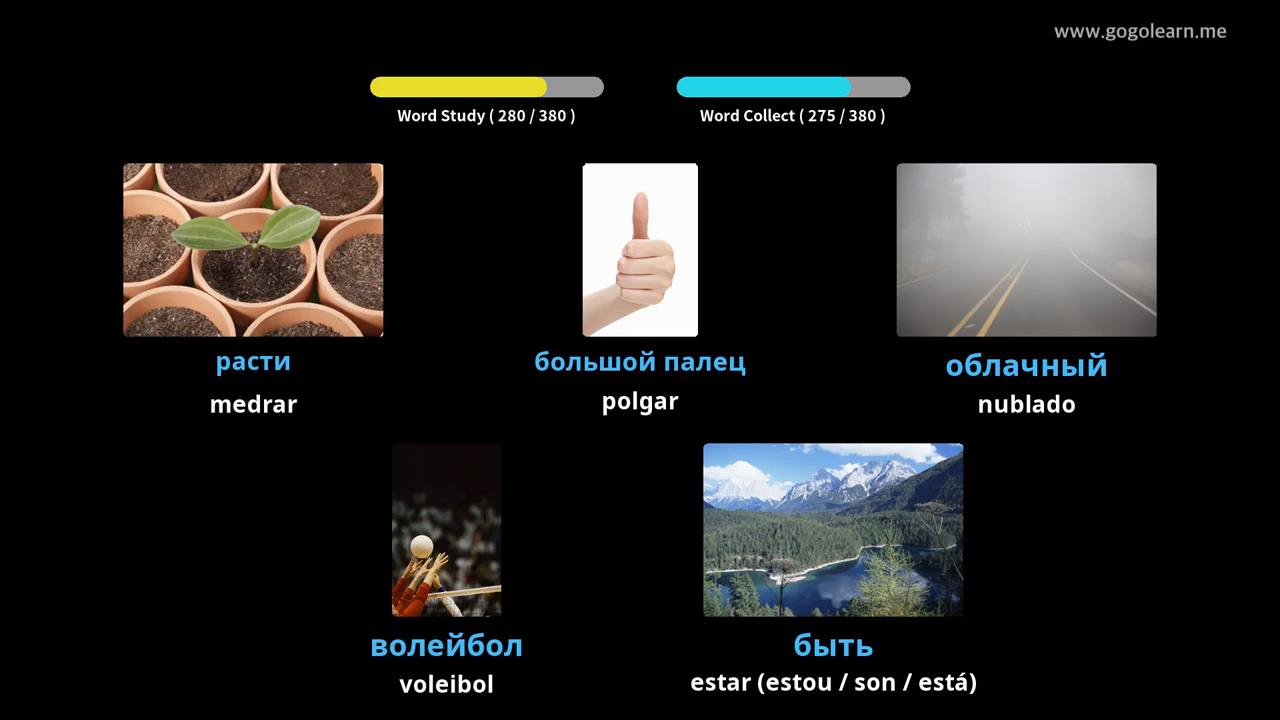 www.gogolearn.me
Word Study ( 280 / 380 )
Word Collect ( 275 / 380 )
расти
большой палец
облачный
medrar
polgar
nublado
волейбол
быть
voleibol
estar (estou / son / está)